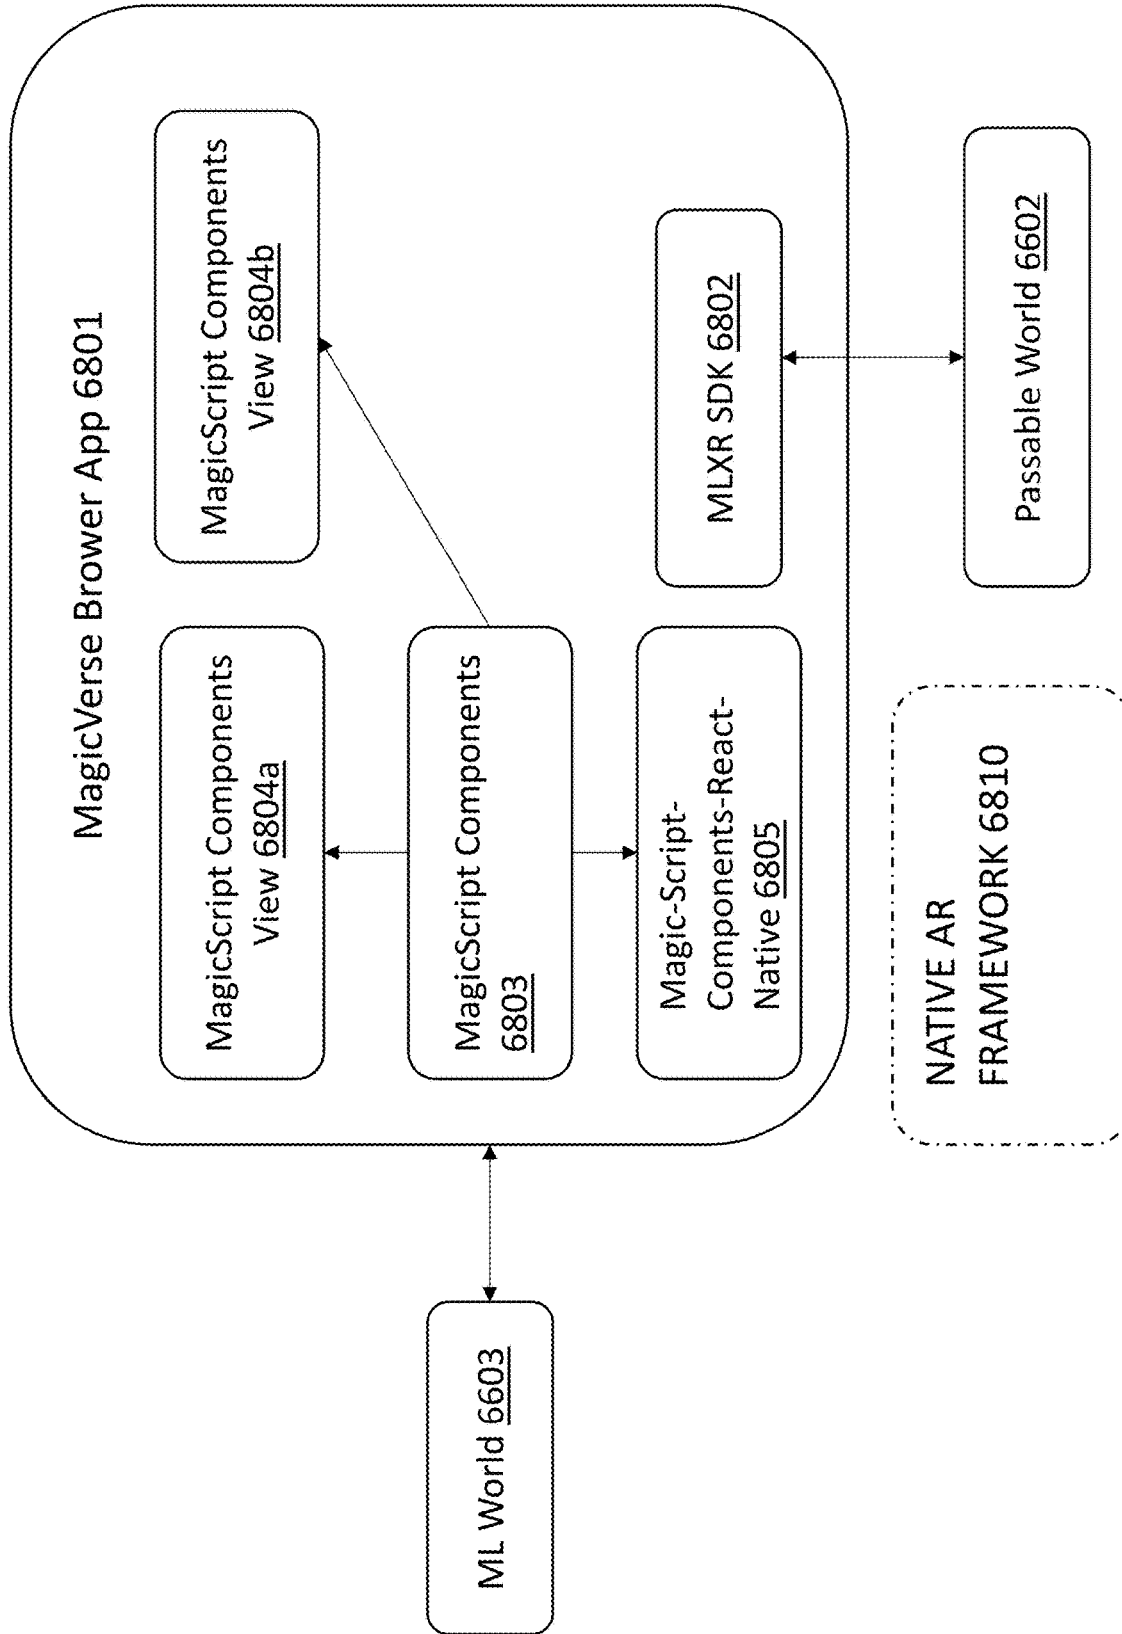 MagicVerse Brower App 6801
MagicScript Components
View 6804a
MagicScript Components
View 6804b
MagicScript Components
6803
Magic-Script-
Components-React-
Native 6805
MLXR SDK 6802
ML World 6603
NATIVE AR
FRAMEWORK 6810
Passable World 6602